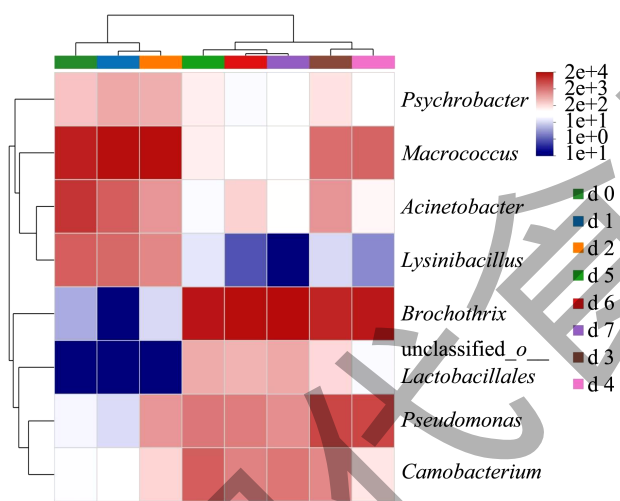 Psychrobacter
Macrococcus
Acinetobacter
Lysinibacillus
Brochothrix
unclassified_o__
Lactobacillales
Pseudomonas
Camobacterium
2e+4
2e+3
2e+2
1e+1
1e+0
1e+1
d 0
d 1
d 2
d 5
d 6
d 7
d 3
d 4